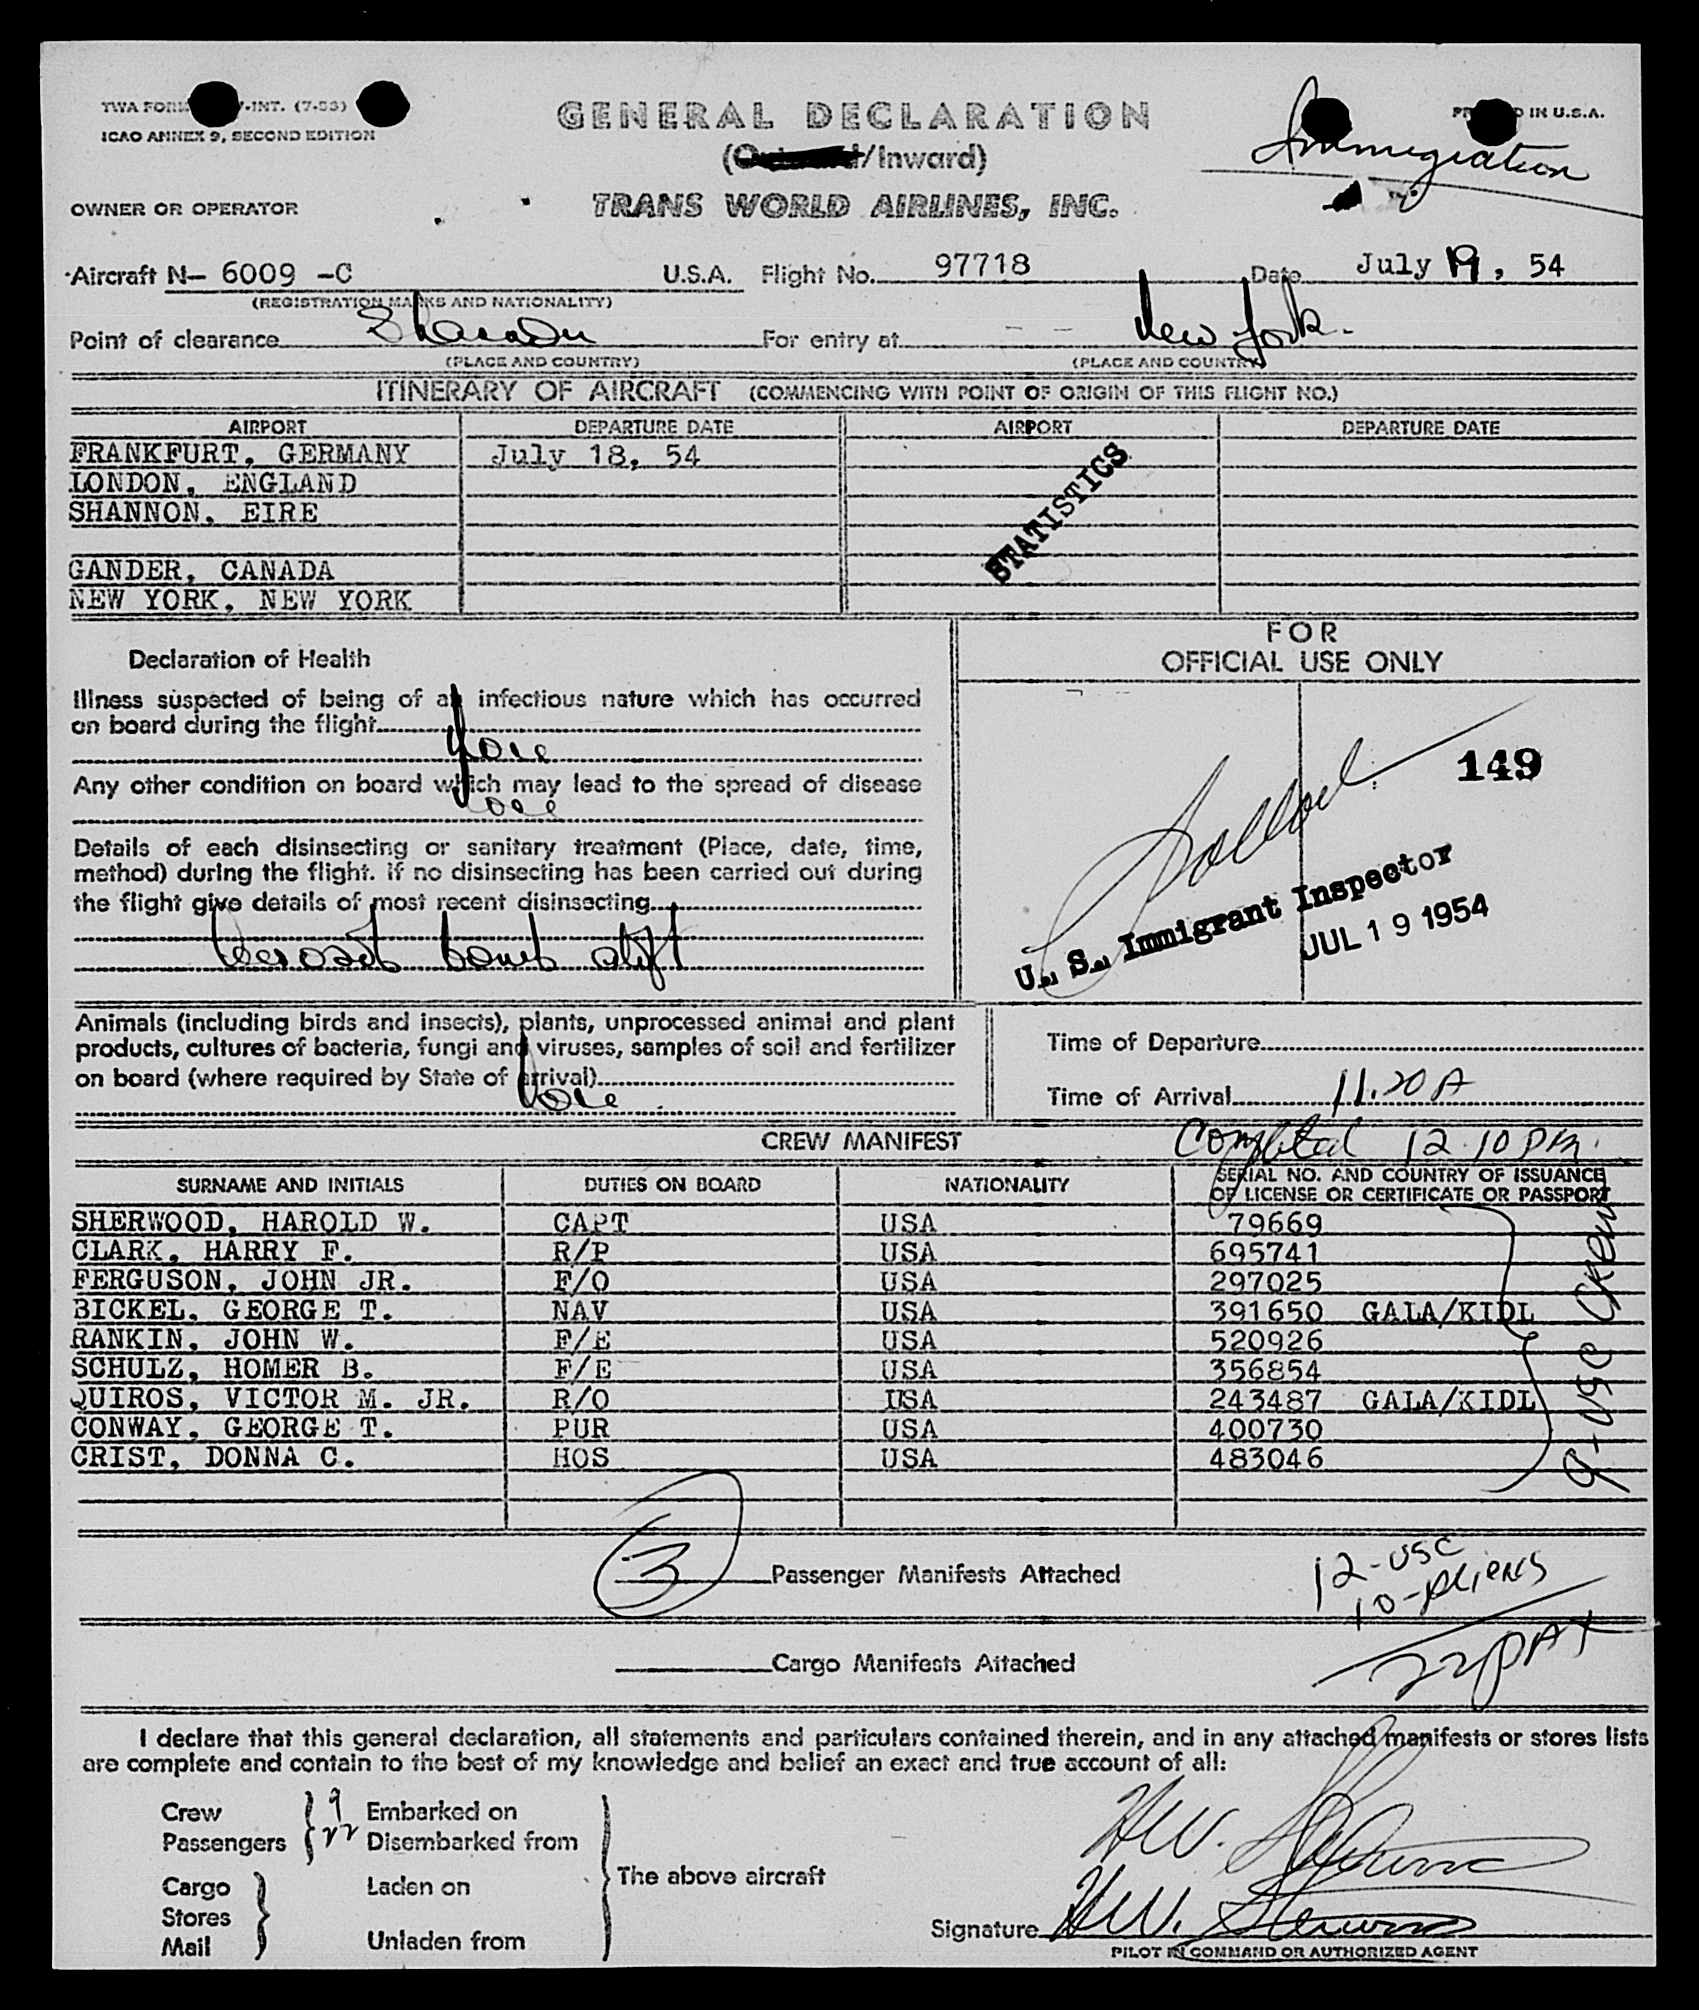 TWA FORM -INT. (7-53)
ICAO ANNEX 9, SECOND EDITION
GENERAL DECLARATION
(Outward/Inward)
IN U.S.A.
Immigration
OWNER OR OPERATOR
TRANS WORLD AIRLINES, INC.
Aircraft N- 6009 -C U.S.A. Flight No. 97718 Date July 19, 54
(REGISTRATION MARKS AND NATIONALITY)
Point of clearance Shannon For entry at New York.
(PLACE AND COUNTRY) (PLACE AND COUNTRY)
ITINERARY OF AIRCRAFT (COMMENCING WITH POINT OF ORIGIN OF THIS FLIGHT NO.)
AIRPORT DEPARTURE DATE AIRPORT DEPARTURE DATE
FRANKFURT, GERMANY July 18, 54
LONDON, ENGLAND
SHANNON, EIRE
GANDER, CANADA
NEW YORK, NEW YORK
STATISTICS
Declaration of Health
Illness suspected of being of an infectious nature which has occurred
on board during the flight
None
Any other condition on board which may lead to the spread of disease
None
Details of each disinsecting or sanitary treatment (Place, date, time,
method) during the flight. If no disinsecting has been carried out during
the flight give details of most recent disinsecting
bomb
FOR
OFFICIAL USE ONLY
149
U. S. Immigrant Inspector
JUL 19 1954
Animals (including birds and insects), plants, unprocessed animal and plant
products, cultures of bacteria, fungi and viruses, samples of soil and fertilizer
on board (where required by State of arrival)
None
Time of Departure
Time of Arrival 11.20 A
Completed 12.10 PM.
CREW MANIFEST
SURNAME AND INITIALS DUTIES ON BOARD NATIONALITY SERIAL NO. AND COUNTRY OF ISSUANCE
OF LICENSE OR CERTIFICATE OR PASSPORT
SHERWOOD, HAROLD W. CAPT USA 79669
CLARK, HARRY F. R/P USA 695741
FERGUSON, JOHN JR. F/O USA 297025
BICKEL, GEORGE T. NAV USA 391650 GALA/KIDL
RANKIN, JOHN W. F/E USA 520926
SCHULZ, HOMER B. F/E USA 356854
QUIROS, VICTOR M. JR. R/O USA 243487 GALA/KIDL
CONWAY, GEORGE T. PUR USA 400730
CRIST, DONNA C. HOS USA 483046
9-USC Crew
3 Passenger Manifests Attached
12-USC
10-Aliens
22 PAX
Cargo Manifests Attached
I declare that this general declaration, all statements and particulars contained therein, and in any attached manifests or stores lists
are complete and contain to the best of my knowledge and belief an exact and true account of all:
Crew 9 Embarked on
Passengers 22 Disembarked from
The above aircraft
Cargo Laden on
Stores
Mail Unladen from
H.W. Sherwood
Signature H.W. Sherwood
PILOT IN COMMAND OR AUTHORIZED AGENT